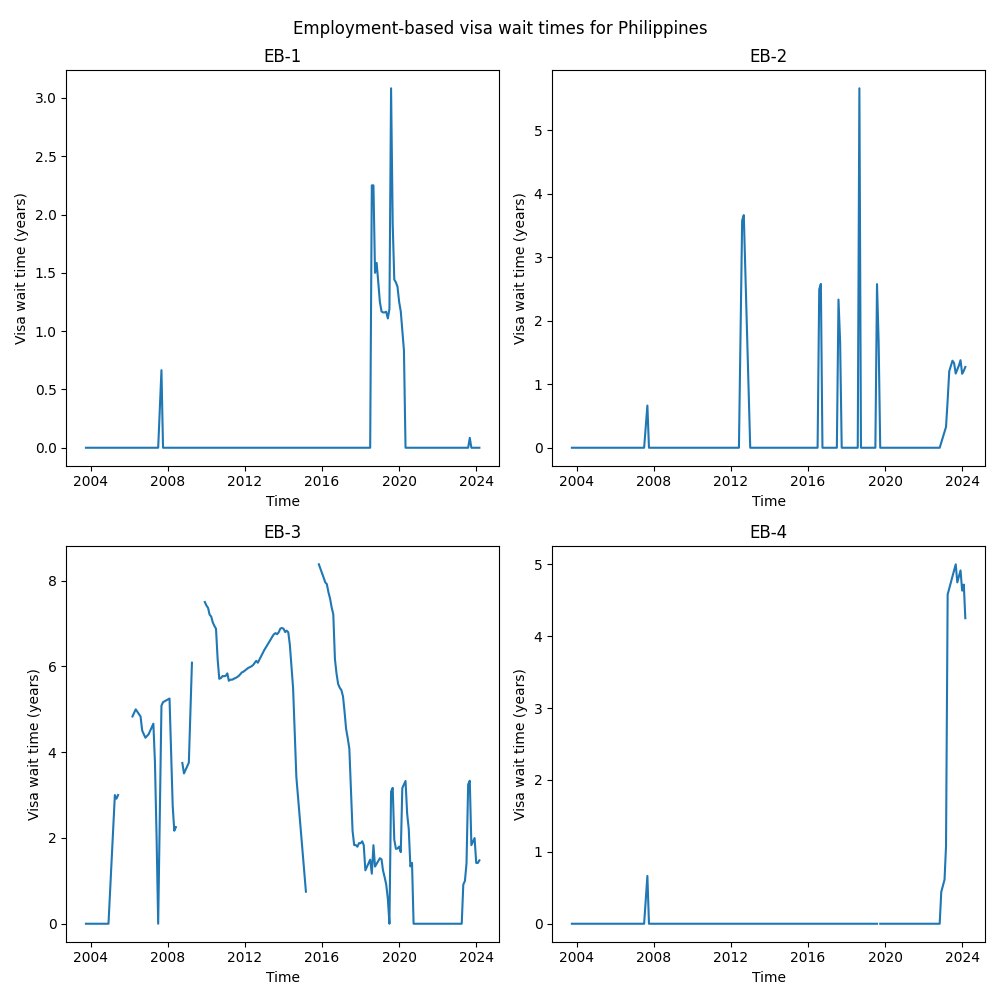 Employment-based visa wait times for Philippines
EB-1
Visa wait time (years)
3.0
2.5
2.0
1.5
1.0
0.5
0.0
2004 2008 2012 2016 2020 2024
Time
EB-2
Visa wait time (years)
5
4
3
2
1
0
2004 2008 2012 2016 2020 2024
Time
EB-3
Visa wait time (years)
8
6
4
2
0
2004 2008 2012 2016 2020 2024
Time
EB-4
Visa wait time (years)
5
4
3
2
1
0
2004 2008 2012 2016 2020 2024
Time